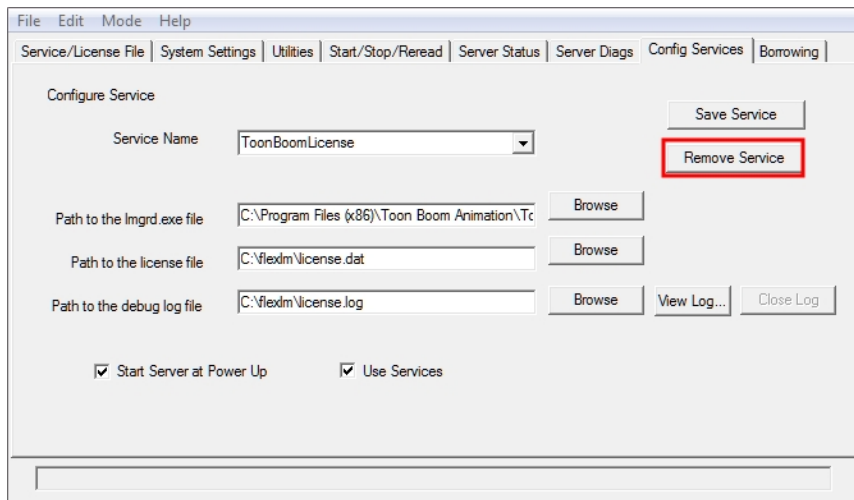 File Edit Mode Help
Service/License File System Settings Utilities Start/Stop/Reread Server Status Server Diags Config Services Borrowing
Configure Service
Save Service
Service Name ToonBoomLicense
Remove Service
Path to the lmgrd.exe file C:\Program Files (x86)\Toon Boom Animation\To Browse
Path to the license file C:\flexlm\license.dat Browse
Path to the debug log file C:\flexlm\license.log Browse View Log... Close Log
Start Server at Power Up Use Services